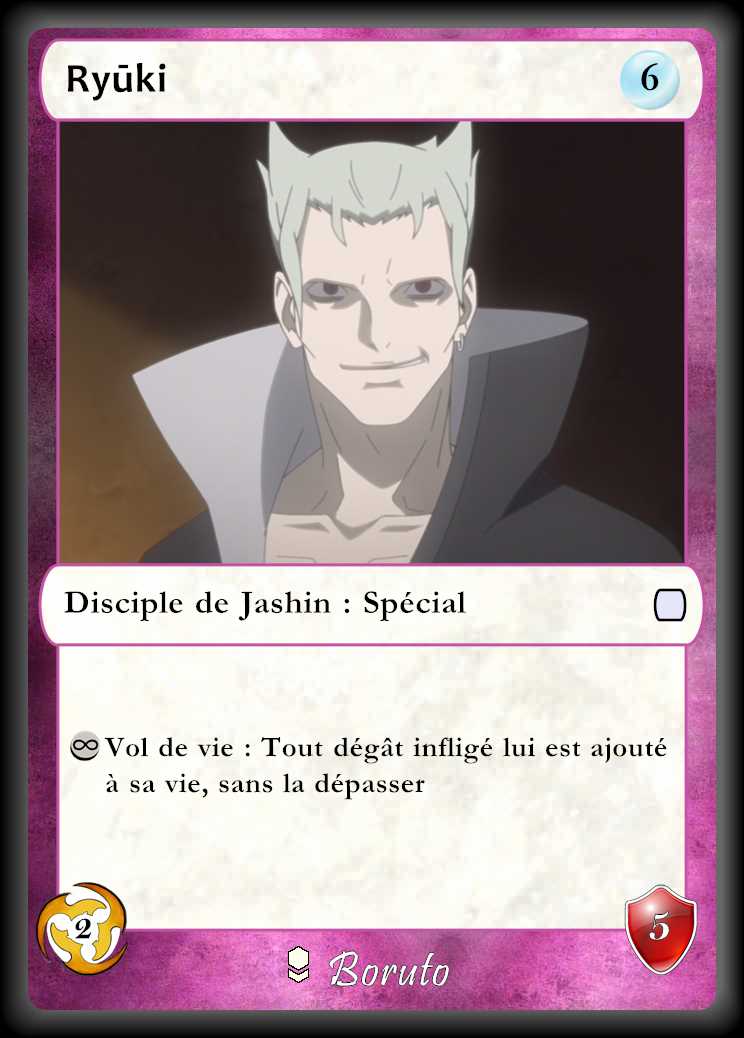 Ryūki
6
Disciple de Jashin : Spécial
∞ Vol de vie : Tout dégât infligé lui est ajouté
à sa vie, sans la dépasser
2
5
Boruto